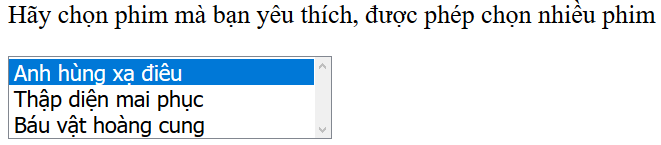 Hãy chọn phim mà bạn yêu thích, được phép chọn nhiều phim
Anh hùng xạ điêu
Thập diện mai phục
Báu vật hoàng cung